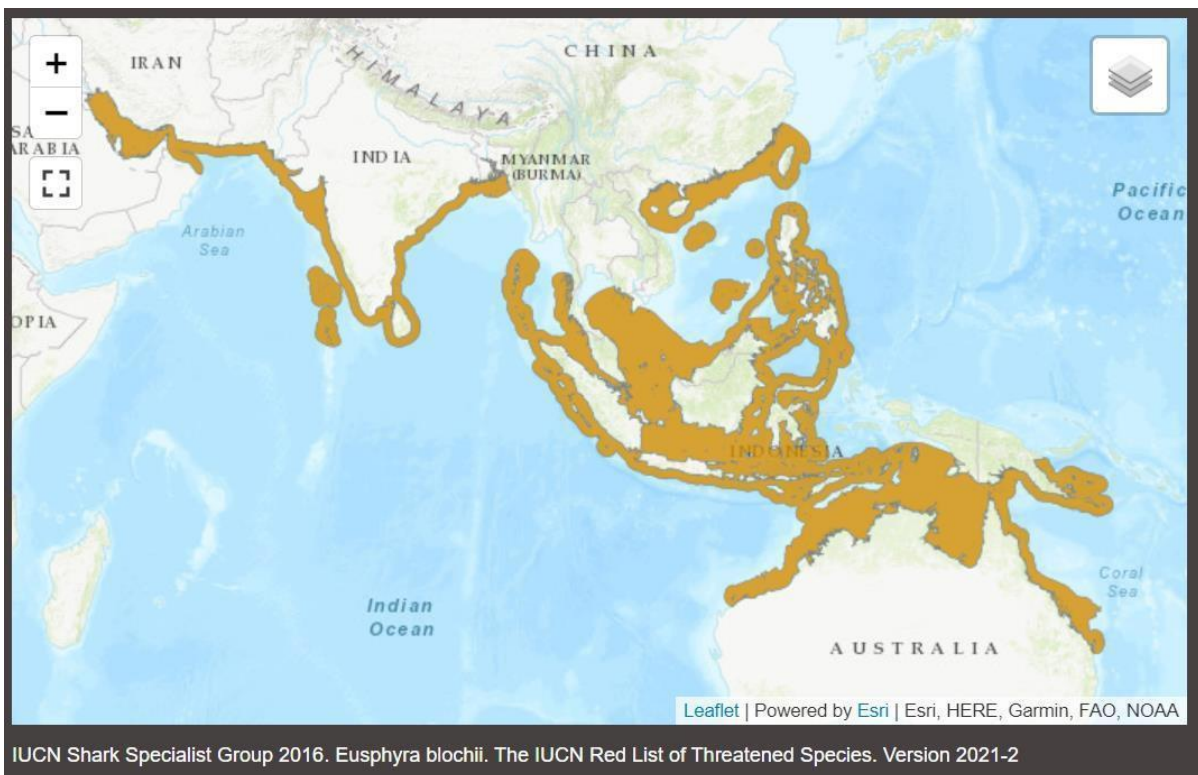 +
−
IRAN
CHINA
HIMALAYA
SA
ARABIA
INDIA
MYANMAR
(BURMA)
Pacific
Ocean
Arabian
Sea
OPIA
INDONESIA
Coral
Sea
Indian
Ocean
AUSTRALIA
Leaflet | Powered by Esri | Esri, HERE, Garmin, FAO, NOAA
IUCN Shark Specialist Group 2016. Eusphyra blochii. The IUCN Red List of Threatened Species. Version 2021-2